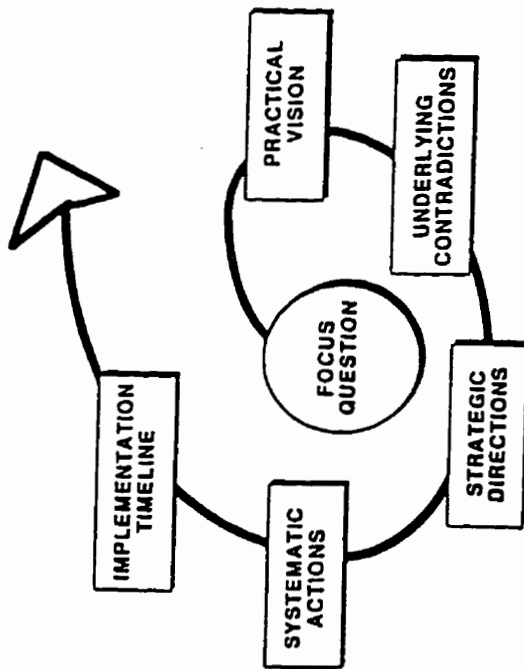 FOCUS
QUESTION
PRACTICAL
VISION
UNDERLYING
CONTRADICTIONS
STRATEGIC
DIRECTIONS
SYSTEMATIC
ACTIONS
IMPLEMENTATION
TIMELINE